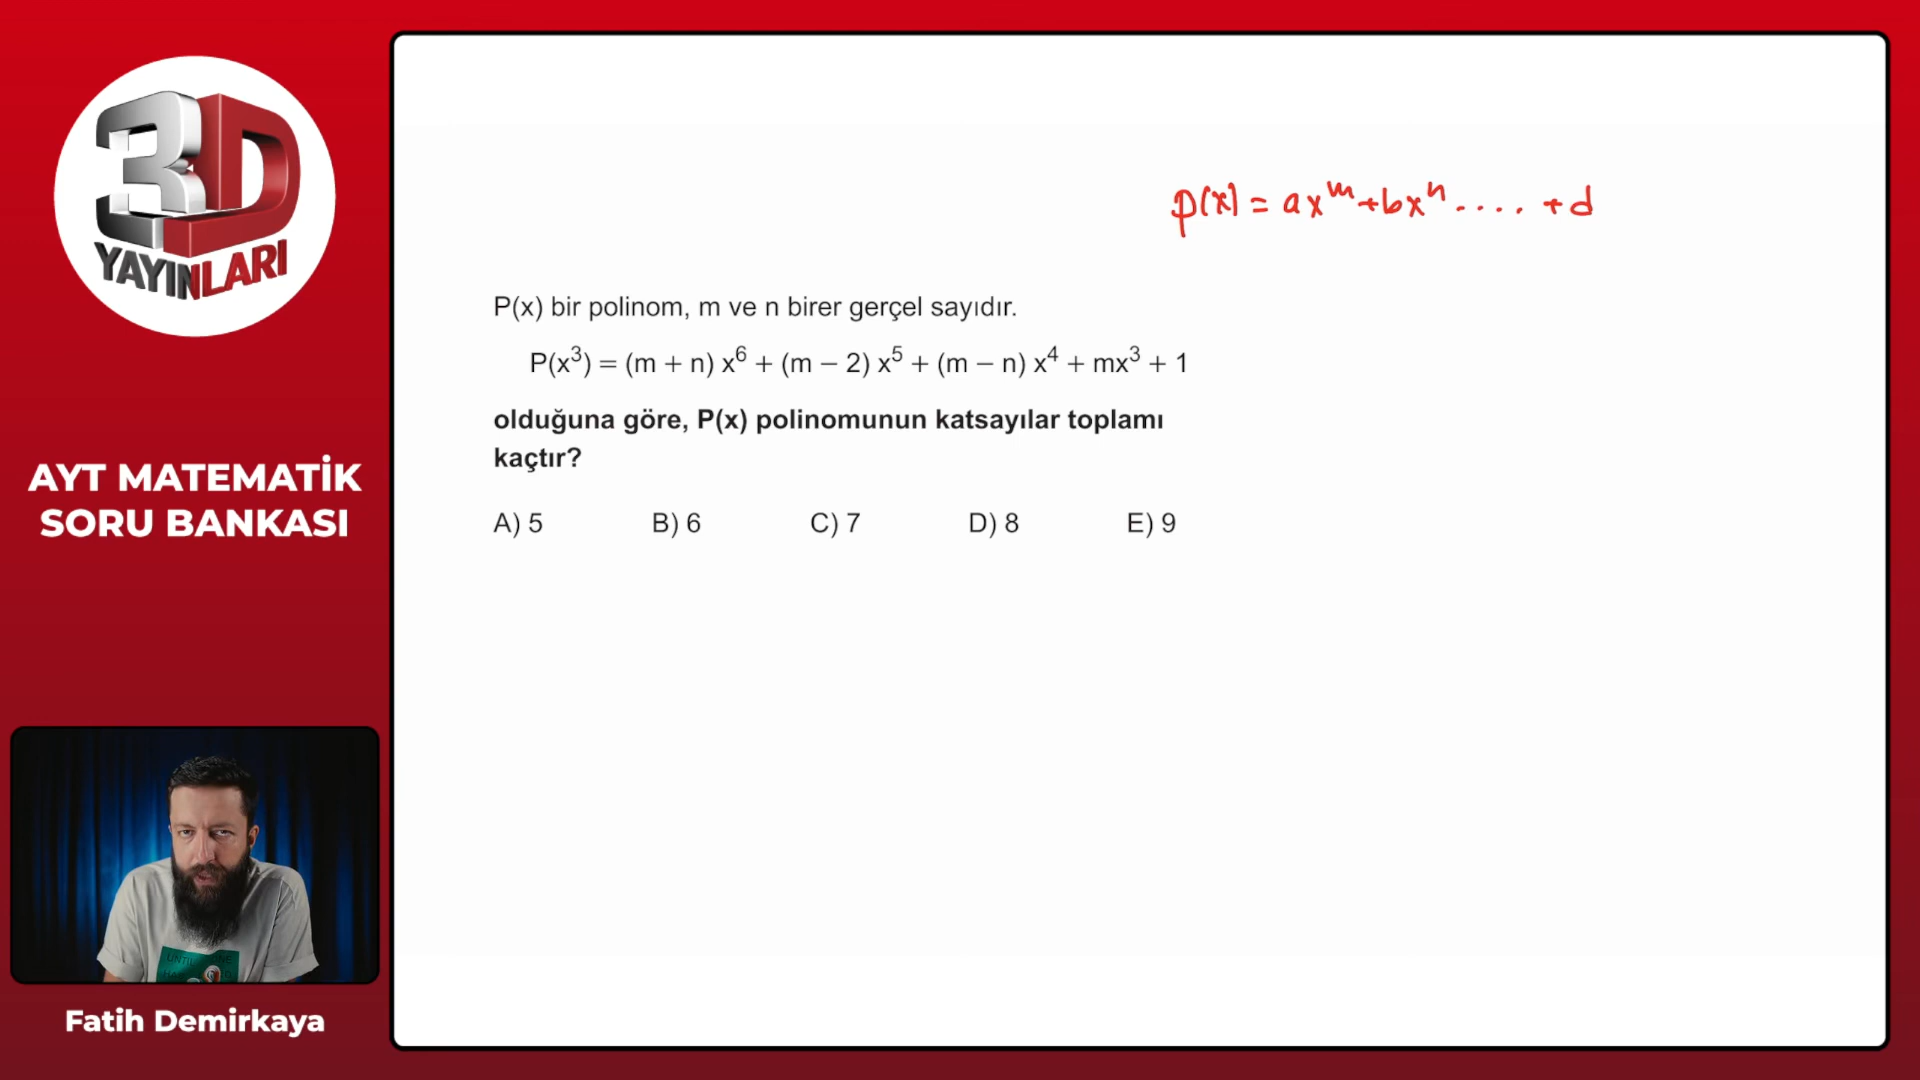 3D
YAYINLARI
AYT MATEMATİK
SORU BANKASI
Fatih Demirkaya
P(x) = ax^m + bx^n .... + d
P(x) bir polinom, m ve n birer gerçel sayıdır.
P(x³) = (m + n) x⁶ + (m – 2) x⁵ + (m – n) x⁴ + mx³ + 1
olduğuna göre, P(x) polinomunun katsayılar toplamı
kaçtır?
A) 5 B) 6 C) 7 D) 8 E) 9